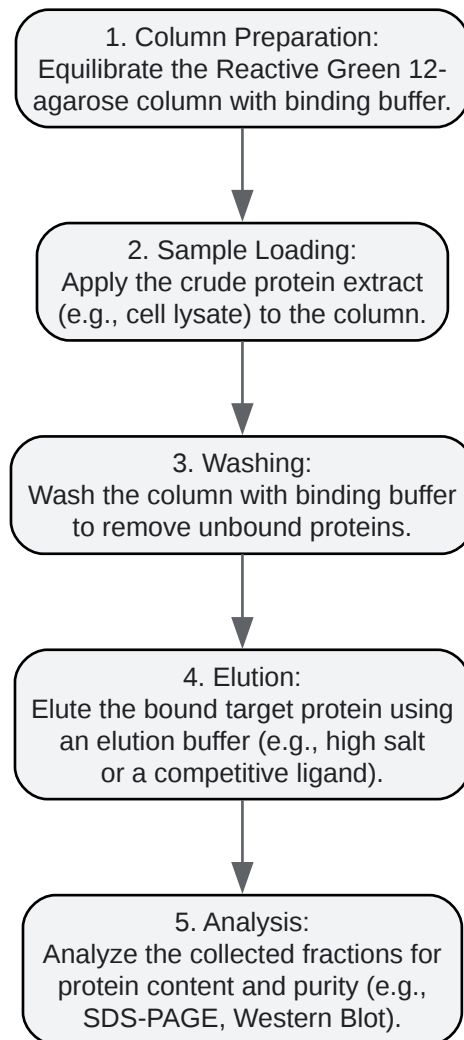 1. Column Preparation:
Equilibrate the Reactive Green 12-
agarose column with binding buffer.
2. Sample Loading:
Apply the crude protein extract
(e.g., cell lysate) to the column.
3. Washing:
Wash the column with binding buffer
to remove unbound proteins.
4. Elution:
Elute the bound target protein using
an elution buffer (e.g., high salt
or a competitive ligand).
5. Analysis:
Analyze the collected fractions for
protein content and purity (e.g.,
SDS-PAGE, Western Blot).